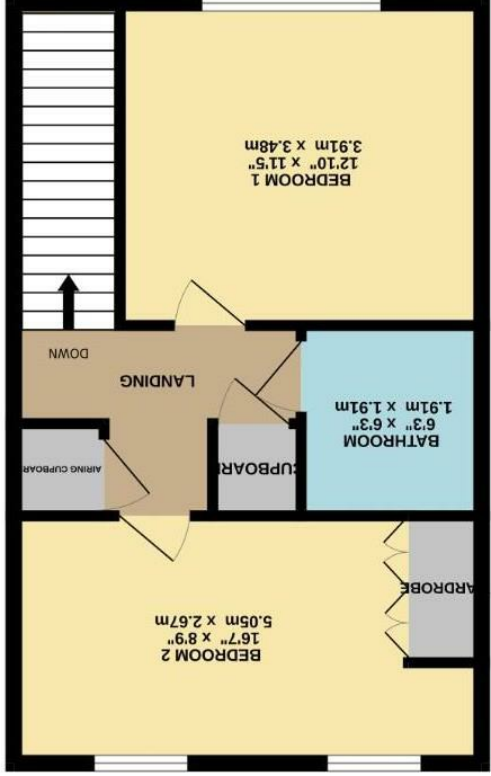 BEDROOM 2
16'7" x 8'9"
5.05m x 2.67m
ARDROBE
BATHROOM
6'3" x 6'3"
1.91m x 1.91m
CUPBOARD
AIRING CUPBOARD
LANDING
DOWN
BEDROOM 1
12'10" x 11'5"
3.91m x 3.48m